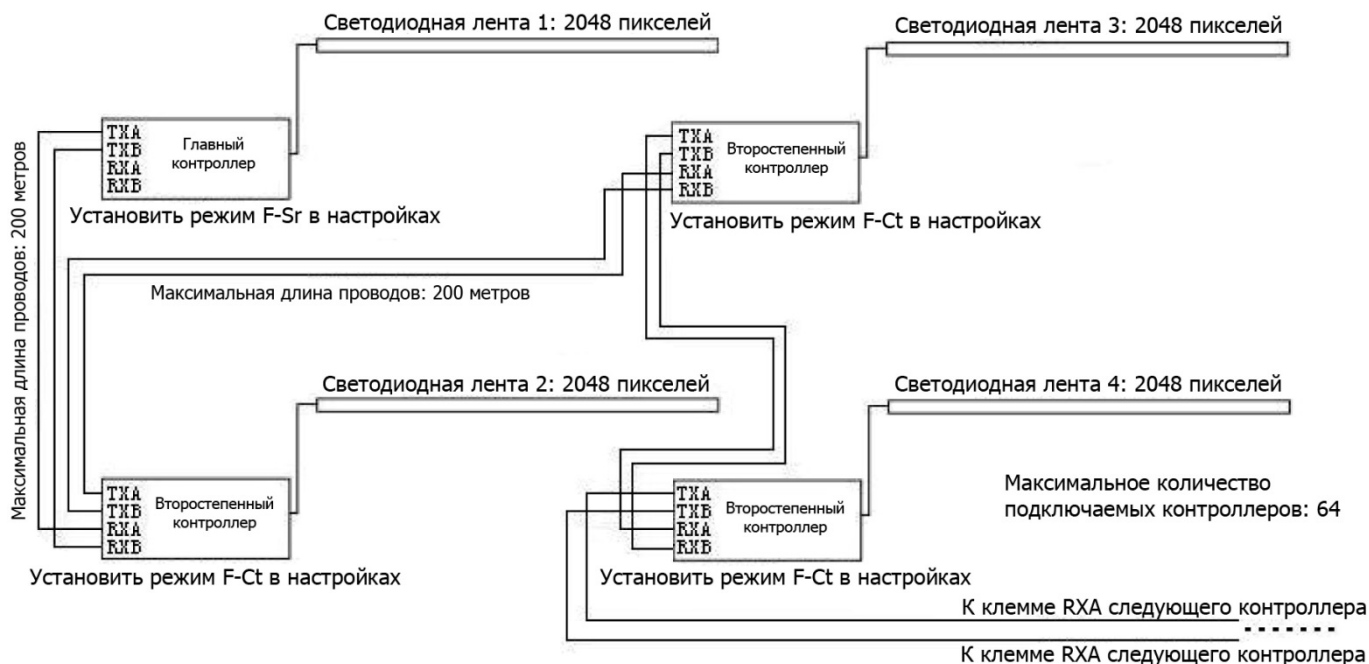 Светодиодная лента 1: 2048 пикселей
Светодиодная лента 3: 2048 пикселей
Максимальная длина проводов: 200 метров
TXA
TXB
RXA
RXB
Главный
контроллер
Установить режим F-Sr в настройках
TXA
TXB
RXA
RXB
Второстепенный
контроллер
Установить режим F-Ct в настройках
Максимальная длина проводов: 200 метров
Светодиодная лента 2: 2048 пикселей
Светодиодная лента 4: 2048 пикселей
TXA
TXB
RXA
RXB
Второстепенный
контроллер
Установить режим F-Ct в настройках
TXA
TXB
RXA
RXB
Второстепенный
контроллер
Установить режим F-Ct в настройках
Максимальное количество
подключаемых контроллеров: 64
К клемме RXA следующего контроллера
К клемме RXA следующего контроллера